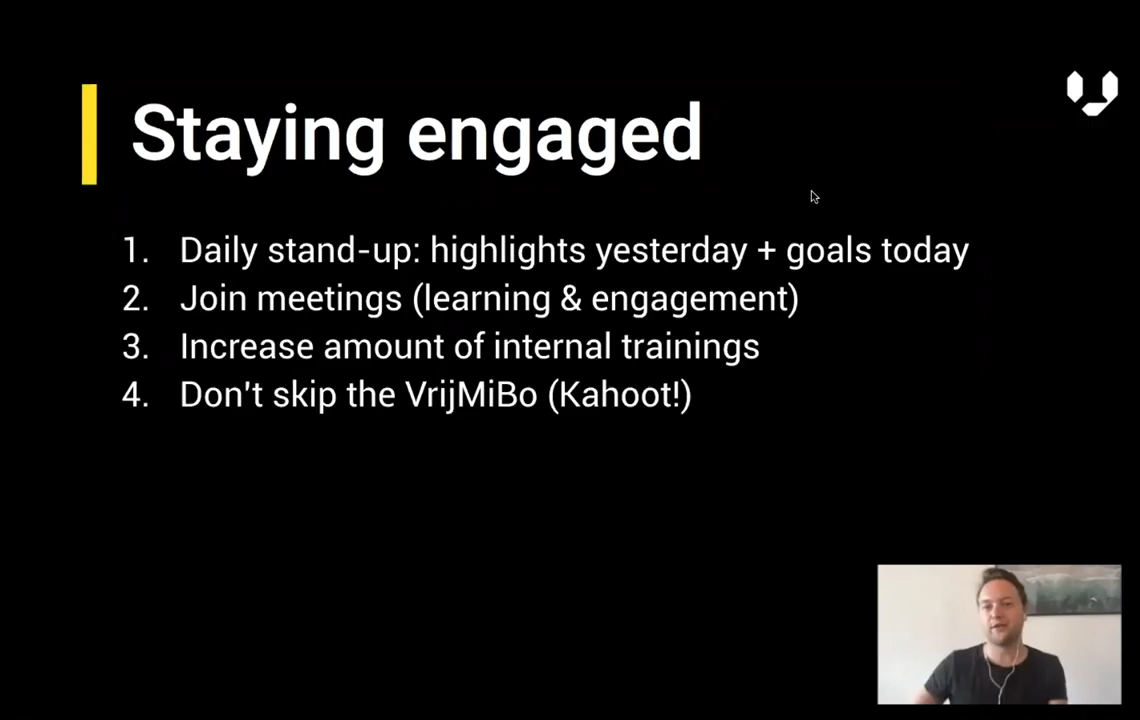 Staying engaged
1. Daily stand-up: highlights yesterday + goals today
2. Join meetings (learning & engagement)
3. Increase amount of internal trainings
4. Don't skip the VrijMiBo (Kahoot!)